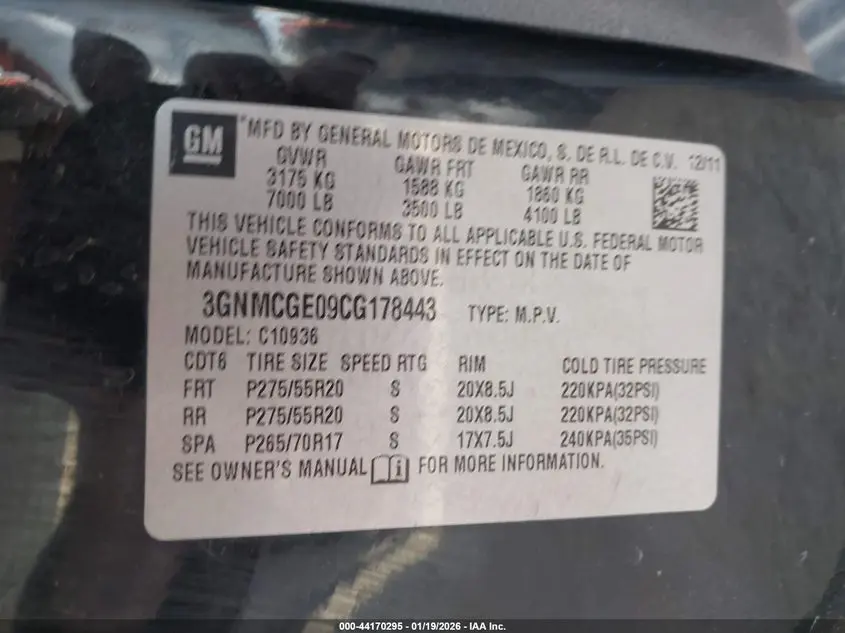 GM
*MFD BY GENERAL MOTORS DE MEXICO, S. DE R.L. DE C.V. 12/11
GVWR GAWR FRT GAWR RR
3175 KG 1588 KG 1860 KG
7000 LB 3500 LB 4100 LB
THIS VEHICLE CONFORMS TO ALL APPLICABLE U.S. FEDERAL MOTOR
VEHICLE SAFETY STANDARDS IN EFFECT ON THE DATE OF
MANUFACTURE SHOWN ABOVE.
3GNMCGE09CG178443 TYPE: M.P.V.
MODEL: C10936
CDT6 TIRE SIZE SPEED RTG RIM COLD TIRE PRESSURE
FRT P275/55R20 S 20X8.5J 220KPA(32PSI)
RR P275/55R20 S 20X8.5J 220KPA(32PSI)
SPA P265/70R17 S 17X7.5J 240KPA(35PSI)
SEE OWNER'S MANUAL FOR MORE INFORMATION.
000-44170295 - 01/19/2026 - IAA Inc.